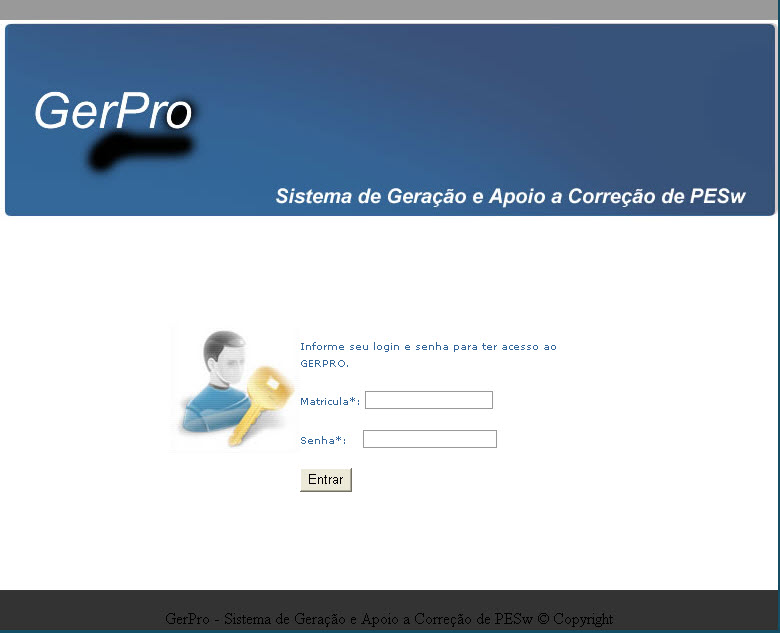 GerPro
Sistema de Geração e Apoio a Correção de PESw
Informe seu login e senha para ter acesso ao
GERPRO.
Matricula*:
Senha*:
Entrar
GerPro - Sistema de Geração e Apoio a Correção de PESw © Copyright